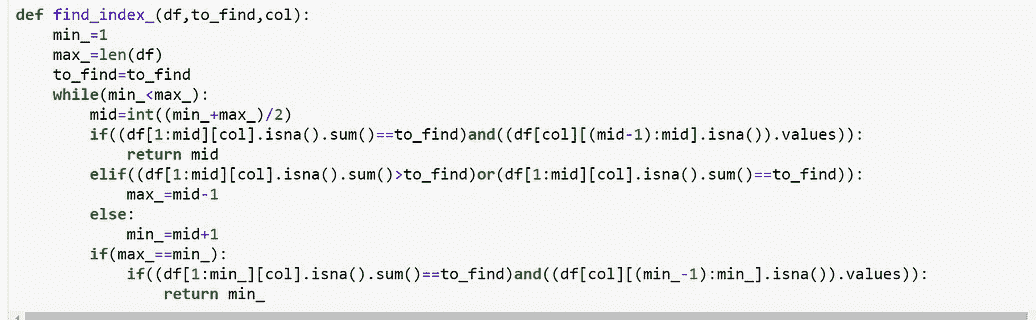 def find_index_(df,to_find,col):
    min_=1
    max_=len(df)
    to_find=to_find
    while(min_<max_):
        mid=int((min_+max_)/2)
        if((df[1:mid][col].isna().sum()==to_find)and((df[col][(mid-1):mid].isna()).values)):
            return mid
        elif((df[1:mid][col].isna().sum()>to_find)or(df[1:mid][col].isna().sum()==to_find)):
            max_=mid-1
        else:
            min_=mid+1
        if(max_==min_):
            if((df[1:min_][col].isna().sum()==to_find)and((df[col][(min_-1):min_].isna()).values)):
                return min_